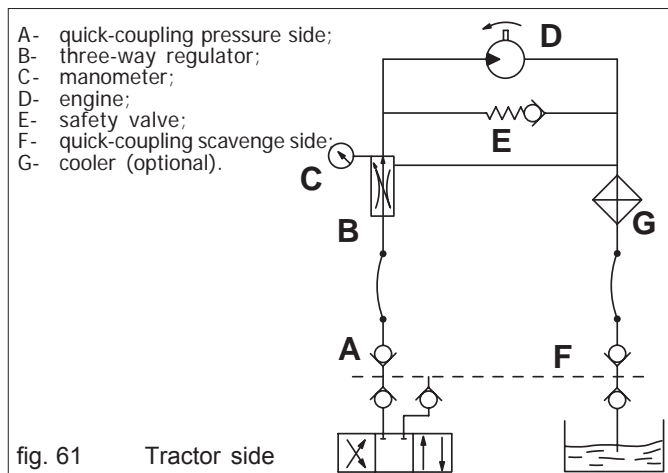 A- quick-coupling pressure side;
B- three-way regulator;
C- manometer;
D- engine;
E- safety valve;
F- quick-coupling scavenge side;
G- cooler (optional).
D
E
C
B
G
A
F
fig. 61 Tractor side